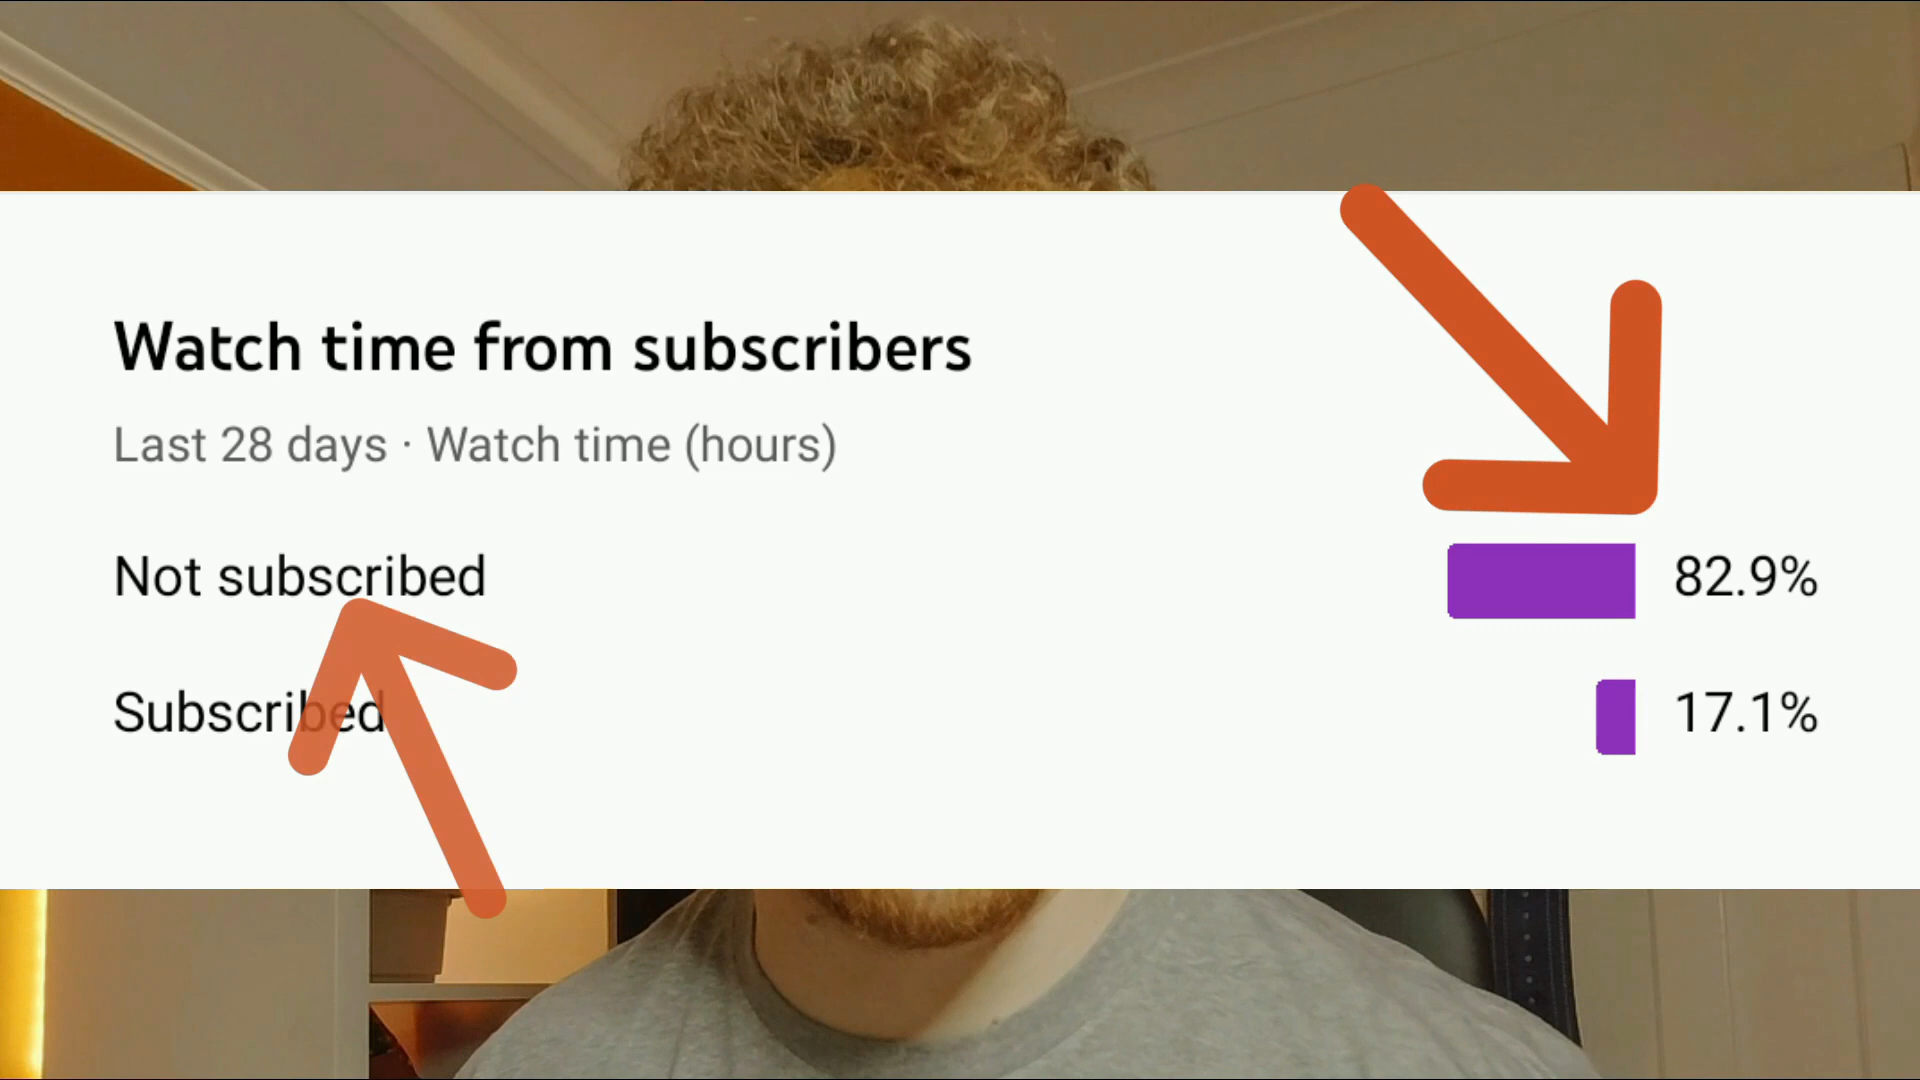 Watch time from subscribers
Last 28 days · Watch time (hours)
Not subscribed 82.9%
Subscribed 17.1%